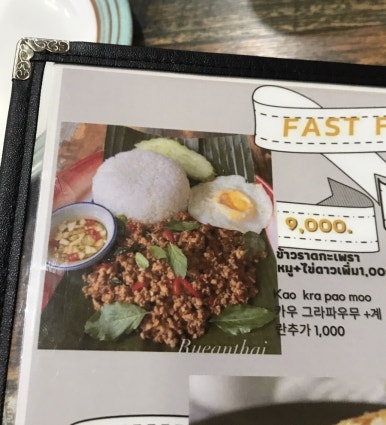 FAST F
9,000.
ข้าวราดกะเพรา
หมู+ไข่ดาวเพิ่ม1,00
Kao kra pao moo
카우 그라파우무 +계
란추가 1,000
Bueanthai